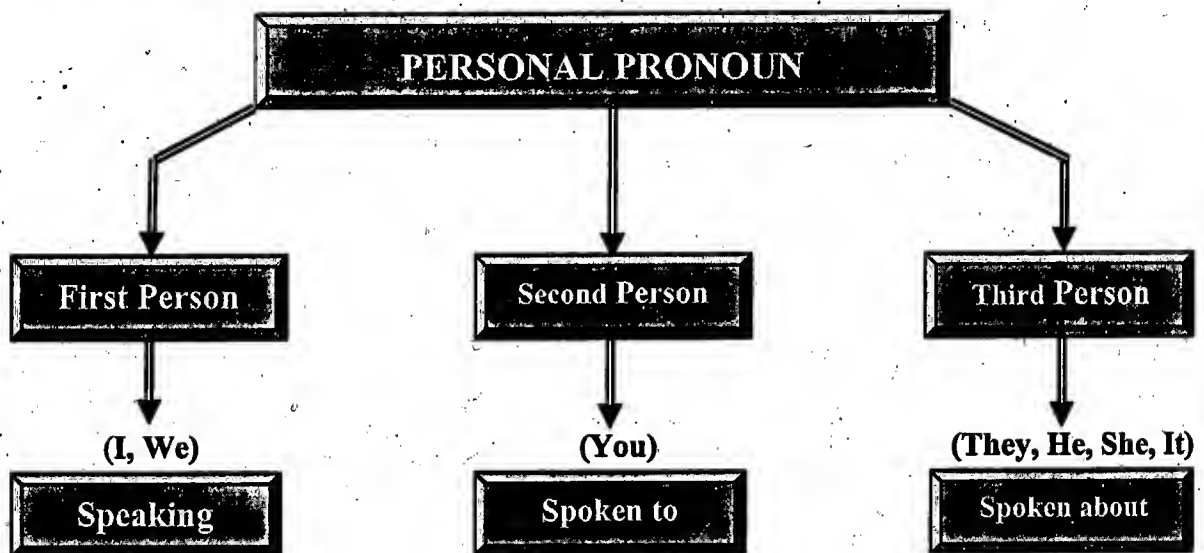 PERSONAL PRONOUN
First Person
Second Person
Third Person
(I, We)
(You)
(They, He, She, It)
Speaking
Spoken to
Spoken about